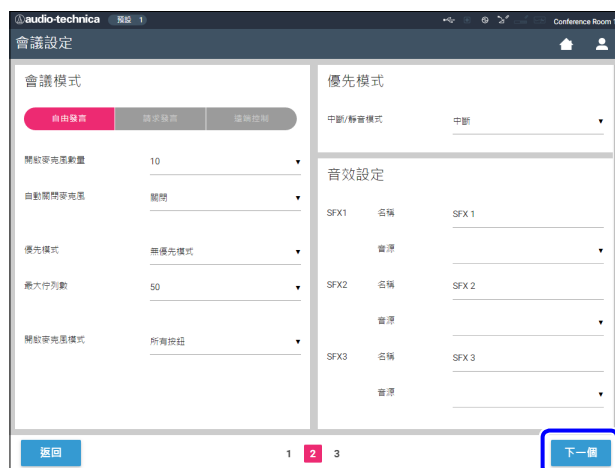 audio-technica 預設 1 Conference Room 1
會議設定
會議模式
自由發言 請求發言 遠端控制
開啟麥克風數量 10
自動關閉麥克風 關閉
優先模式 無優先模式
最大佇列數 50
開啟麥克風模式 所有按鈕
優先模式
中斷/靜音模式 中斷
音效設定
SFX1 名稱 SFX 1
音源
SFX2 名稱 SFX 2
音源
SFX3 名稱 SFX 3
音源
返回 1 2 3 下一個